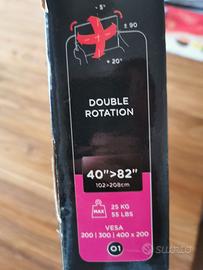 - 5°
± 90
+ 20°
DOUBLE
ROTATION
40">82"
102>208cm
MAX
25 KG
55 LBS
VESA
200 | 300 | 400 x 200
01
subito